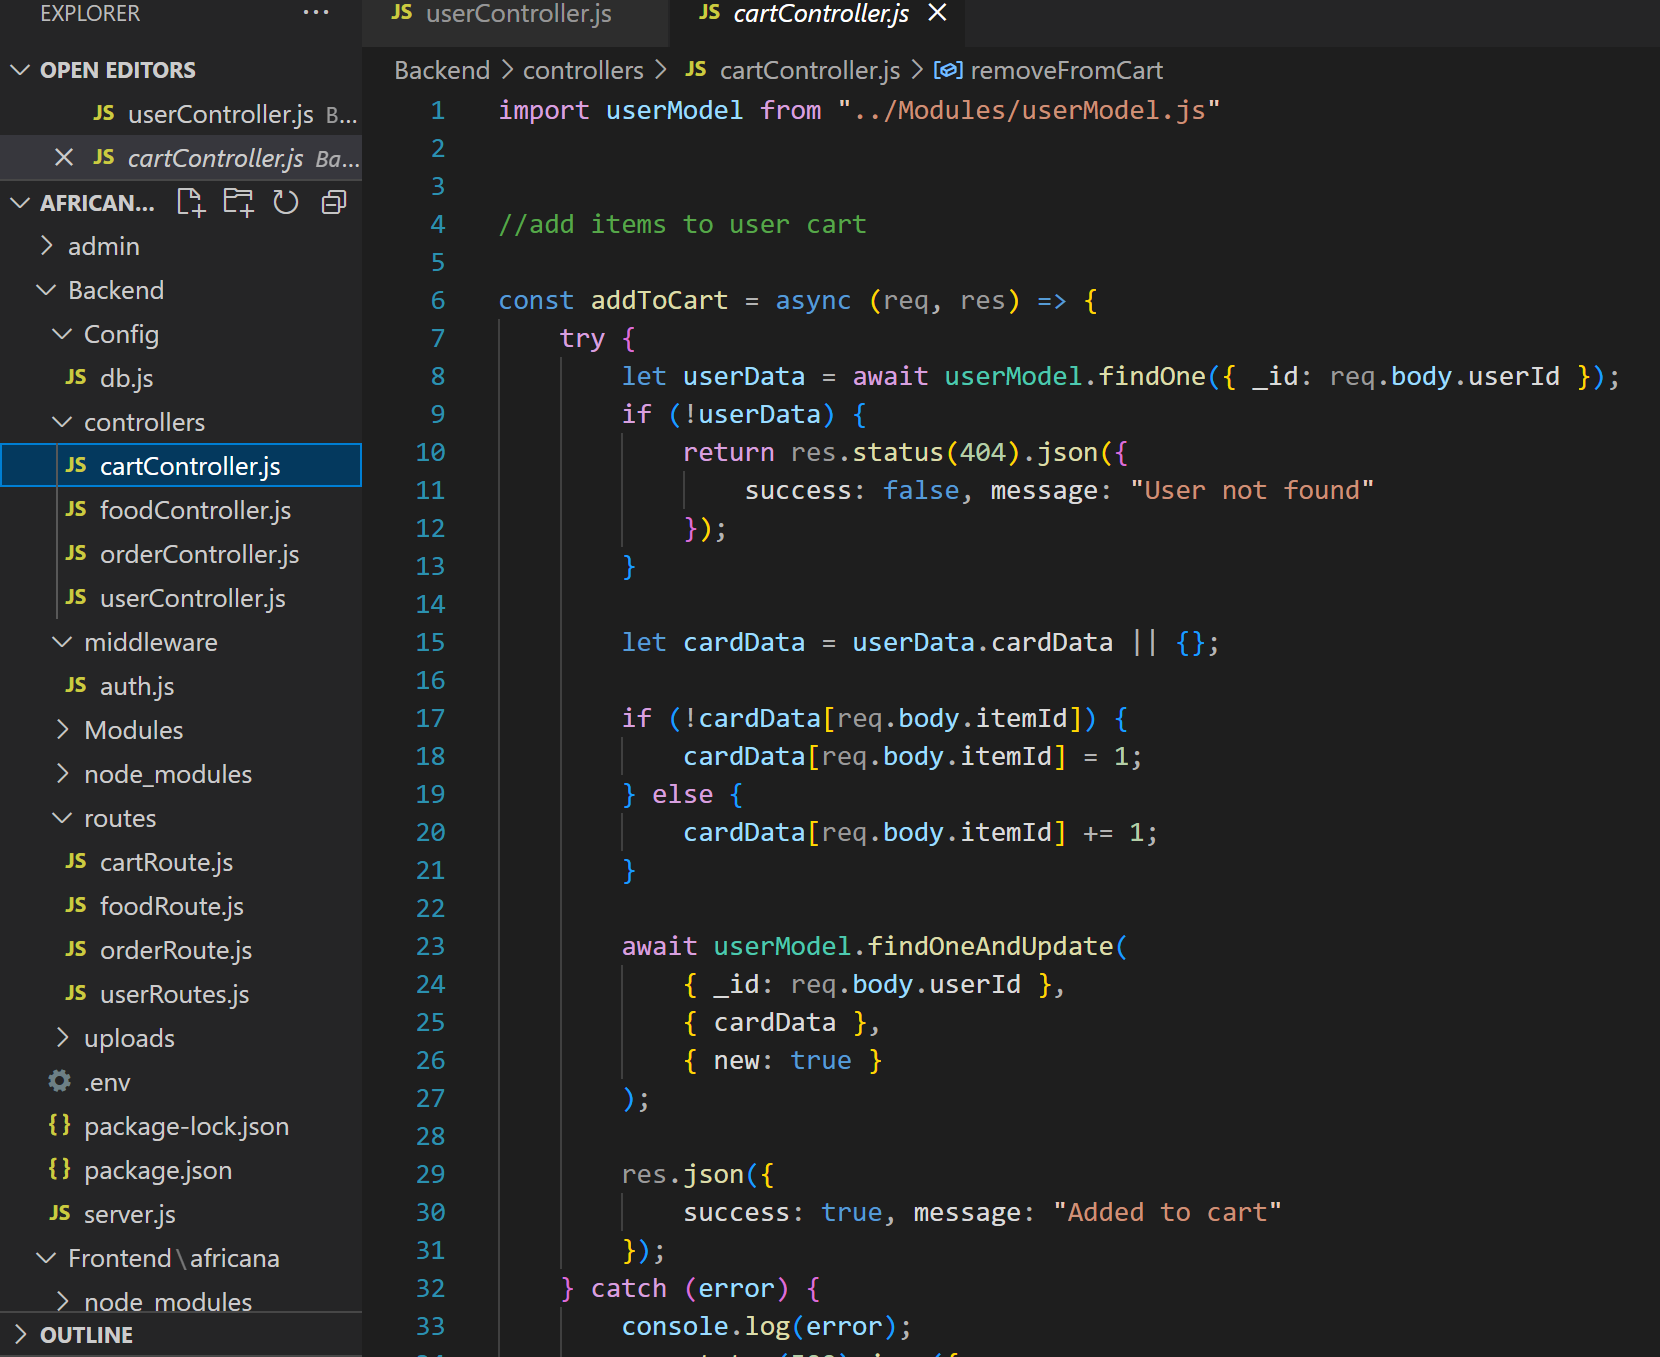 EXPLORER ···
OPEN EDITORS
JS userController.js B...
JS cartController.js Ba...
AFRICAN...
admin
Backend
Config
JS db.js
controllers
JS cartController.js
JS foodController.js
JS orderController.js
JS userController.js
middleware
JS auth.js
Modules
node_modules
routes
JS cartRoute.js
JS foodRoute.js
JS orderRoute.js
JS userRoutes.js
uploads
.env
{} package-lock.json
{} package.json
JS server.js
Frontend\africana
node_modules
OUTLINE
JS userController.js
JS cartController.js
Backend > controllers > JS cartController.js > removeFromCart
1 import userModel from "../Modules/userModel.js"
2
3
4 //add items to user cart
5
6 const addToCart = async (req, res) => {
7 try {
8 let userData = await userModel.findOne({ _id: req.body.userId });
9 if (!userData) {
10 return res.status(404).json({
11 success: false, message: "User not found"
12 });
13 }
14
15 let cardData = userData.cardData || {};
16
17 if (!cardData[req.body.itemId]) {
18 cardData[req.body.itemId] = 1;
19 } else {
20 cardData[req.body.itemId] += 1;
21 }
22
23 await userModel.findOneAndUpdate(
24 { _id: req.body.userId },
25 { cardData },
26 { new: true }
27 );
28
29 res.json({
30 success: true, message: "Added to cart"
31 });
32 } catch (error) {
33 console.log(error);